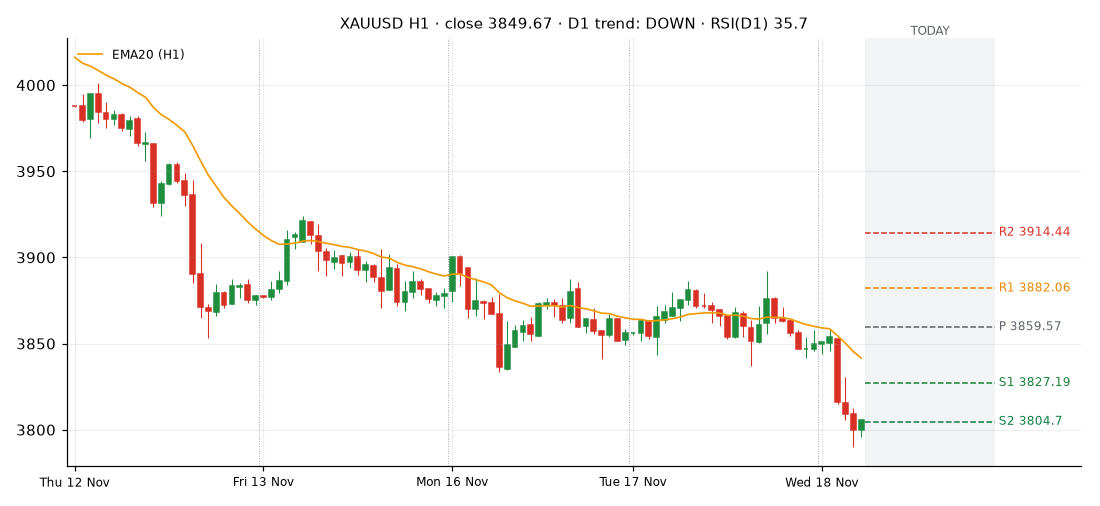 XAUUSD H1 · close 3849.67 · D1 trend: DOWN · RSI(D1) 35.7
TODAY
EMA20 (H1)
4000
3950
3900
3850
3800
R2 3914.44
R1 3882.06
P 3859.57
S1 3827.19
S2 3804.7
Thu 12 Nov
Fri 13 Nov
Mon 16 Nov
Tue 17 Nov
Wed 18 Nov